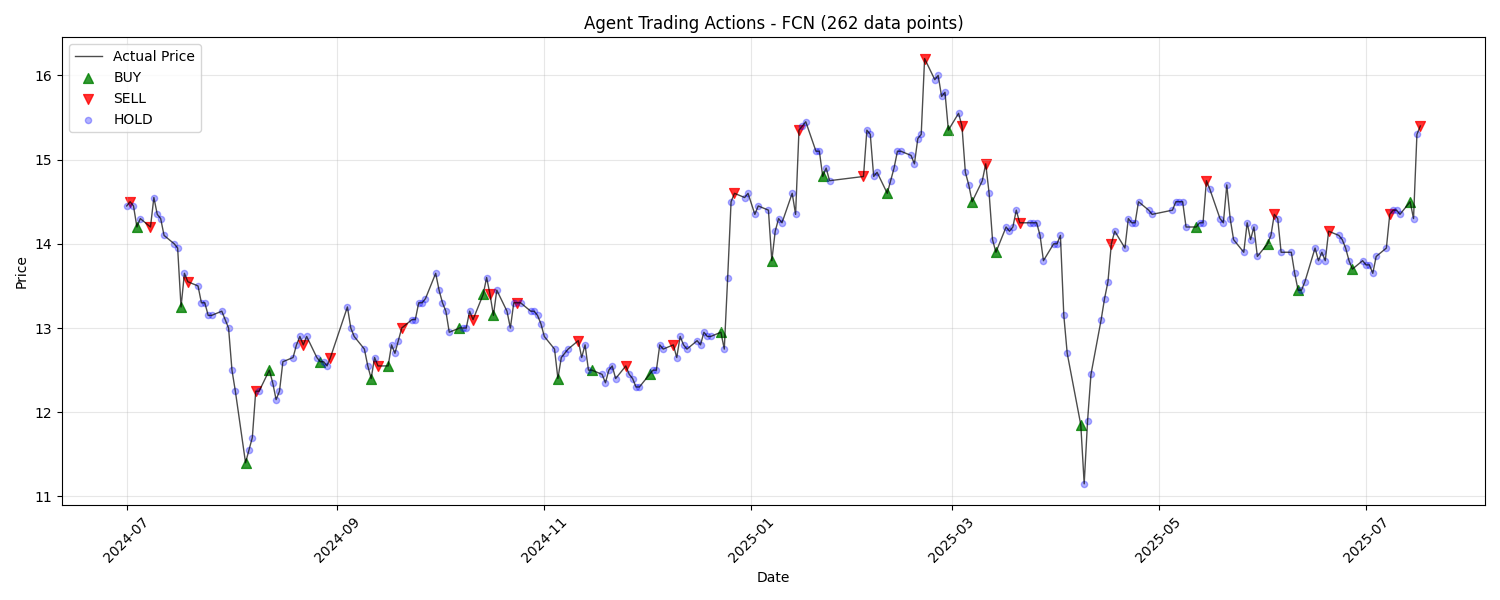 Agent Trading Actions - FCN (262 data points)
Actual Price
BUY
SELL
HOLD
Price
16
15
14
13
12
11
2024-07
2024-09
2024-11
2025-01
2025-03
2025-05
2025-07
Date